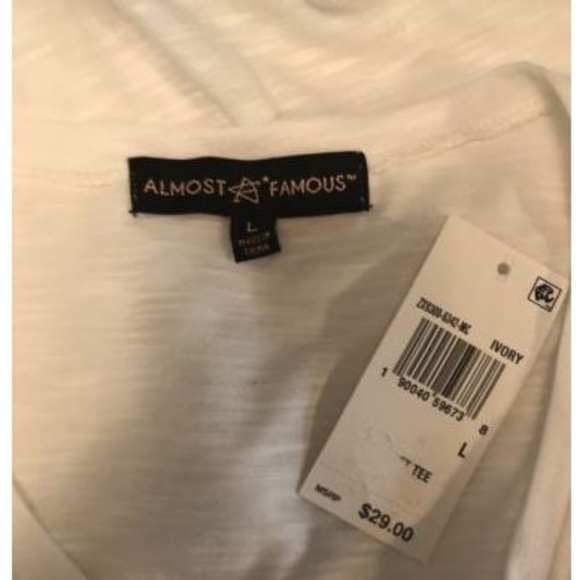 ALMOST FAMOUS™
L
MADE IN
CHINA
IVORY
1 90040 59673 8
L
TEE
MSRP
$29.00